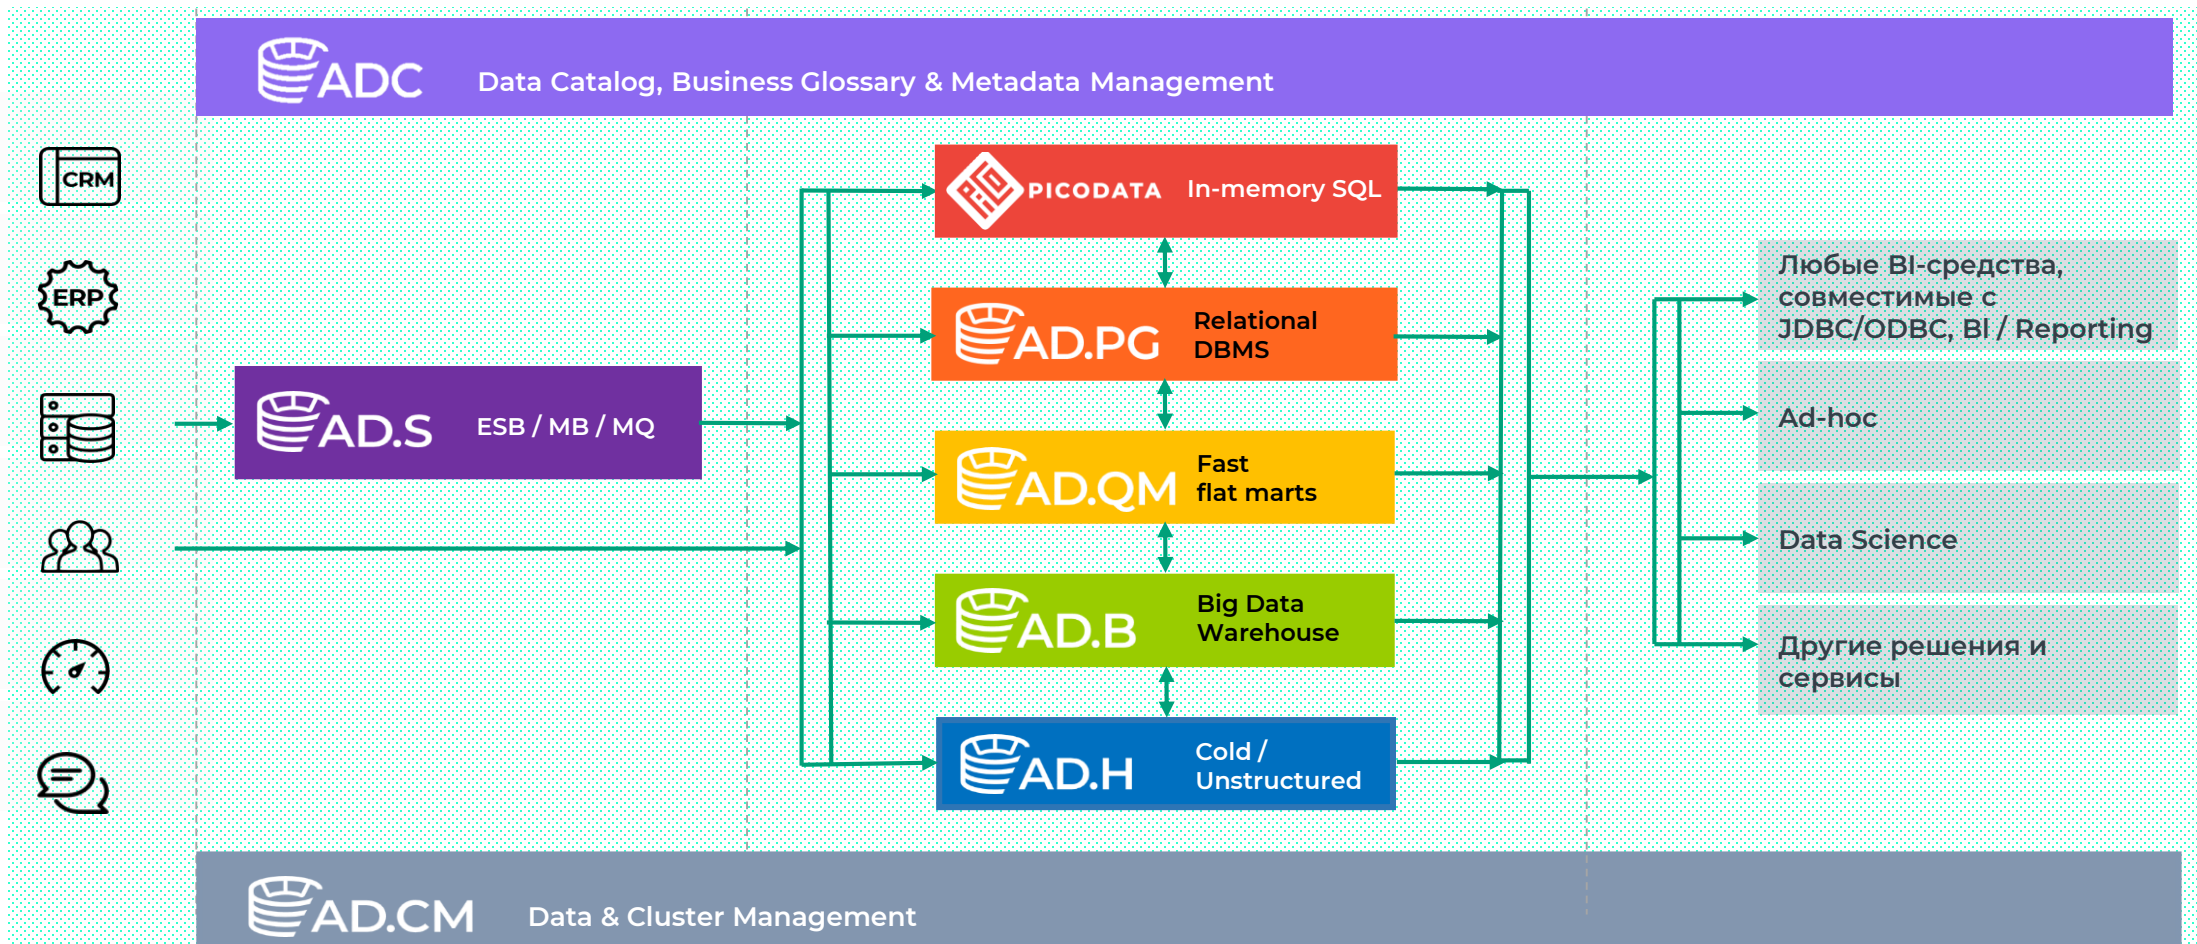 ADC
Data Catalog, Business Glossary & Metadata Management
CRM
ERP
AD.S
ESB / MB / MQ
PICODATA
In-memory SQL
AD.PG
Relational
DBMS
AD.QM
Fast
flat marts
AD.B
Big Data
Warehouse
AD.H
Cold /
Unstructured
Любые BI-средства,
совместимые с
JDBC/ODBC, BI / Reporting
Ad-hoc
Data Science
Другие решения и
сервисы
AD.CM
Data & Cluster Management